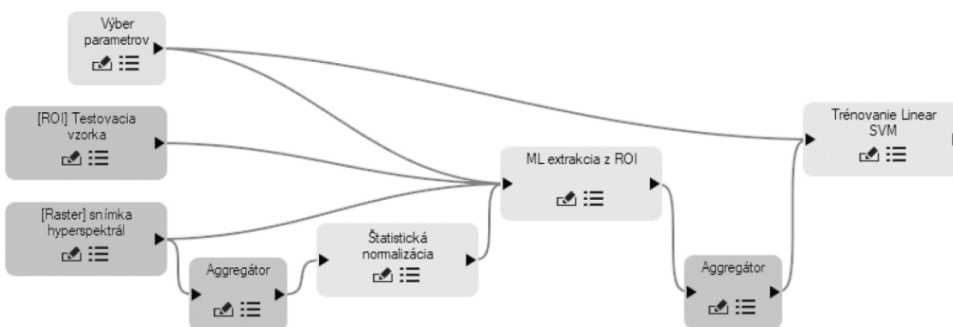 Výber
parametrov
[ROI] Testovacia
vzorka
[Raster] snímka
hyperspektrál
Aggregátor
Štatistická
normalizácia
ML extrakcia z ROI
Aggregátor
Trénovanie Linear
SVM